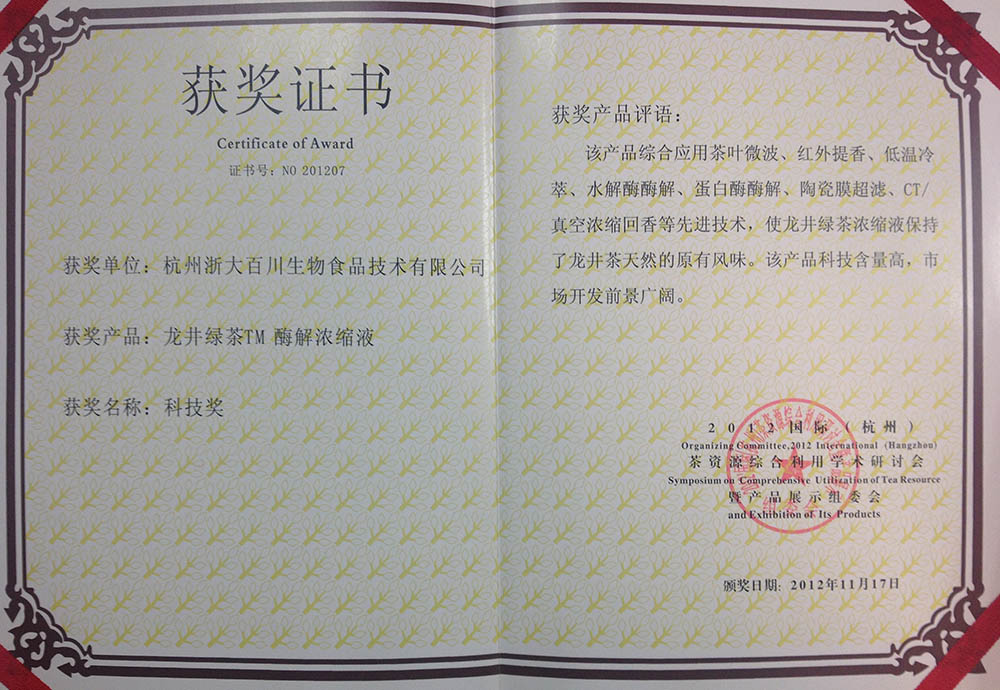 获奖证书
Certificate of Award
证书号：NO 201207
获奖单位：杭州浙大百川生物食品技术有限公司
获奖产品：龙井绿茶TM 酶解浓缩液
获奖名称：科技奖
获奖产品评语：
该产品综合应用茶叶微波、红外提香、低温冷
萃、水解酶酶解、蛋白酶酶解、陶瓷膜超滤、CT/
真空浓缩回香等先进技术，使龙井绿茶浓缩液保持
了龙井茶天然的原有风味。该产品科技含量高，市
场开发前景广阔。
2012国际（杭州）
Organizing Committee,2012 International (Hangzhou)
茶资源综合利用学术研讨会
Symposium on Comprehensive Utilization of Tea Resource
暨产品展示组委会
and Exhibition of Its Products
颁奖日期：2012年11月17日